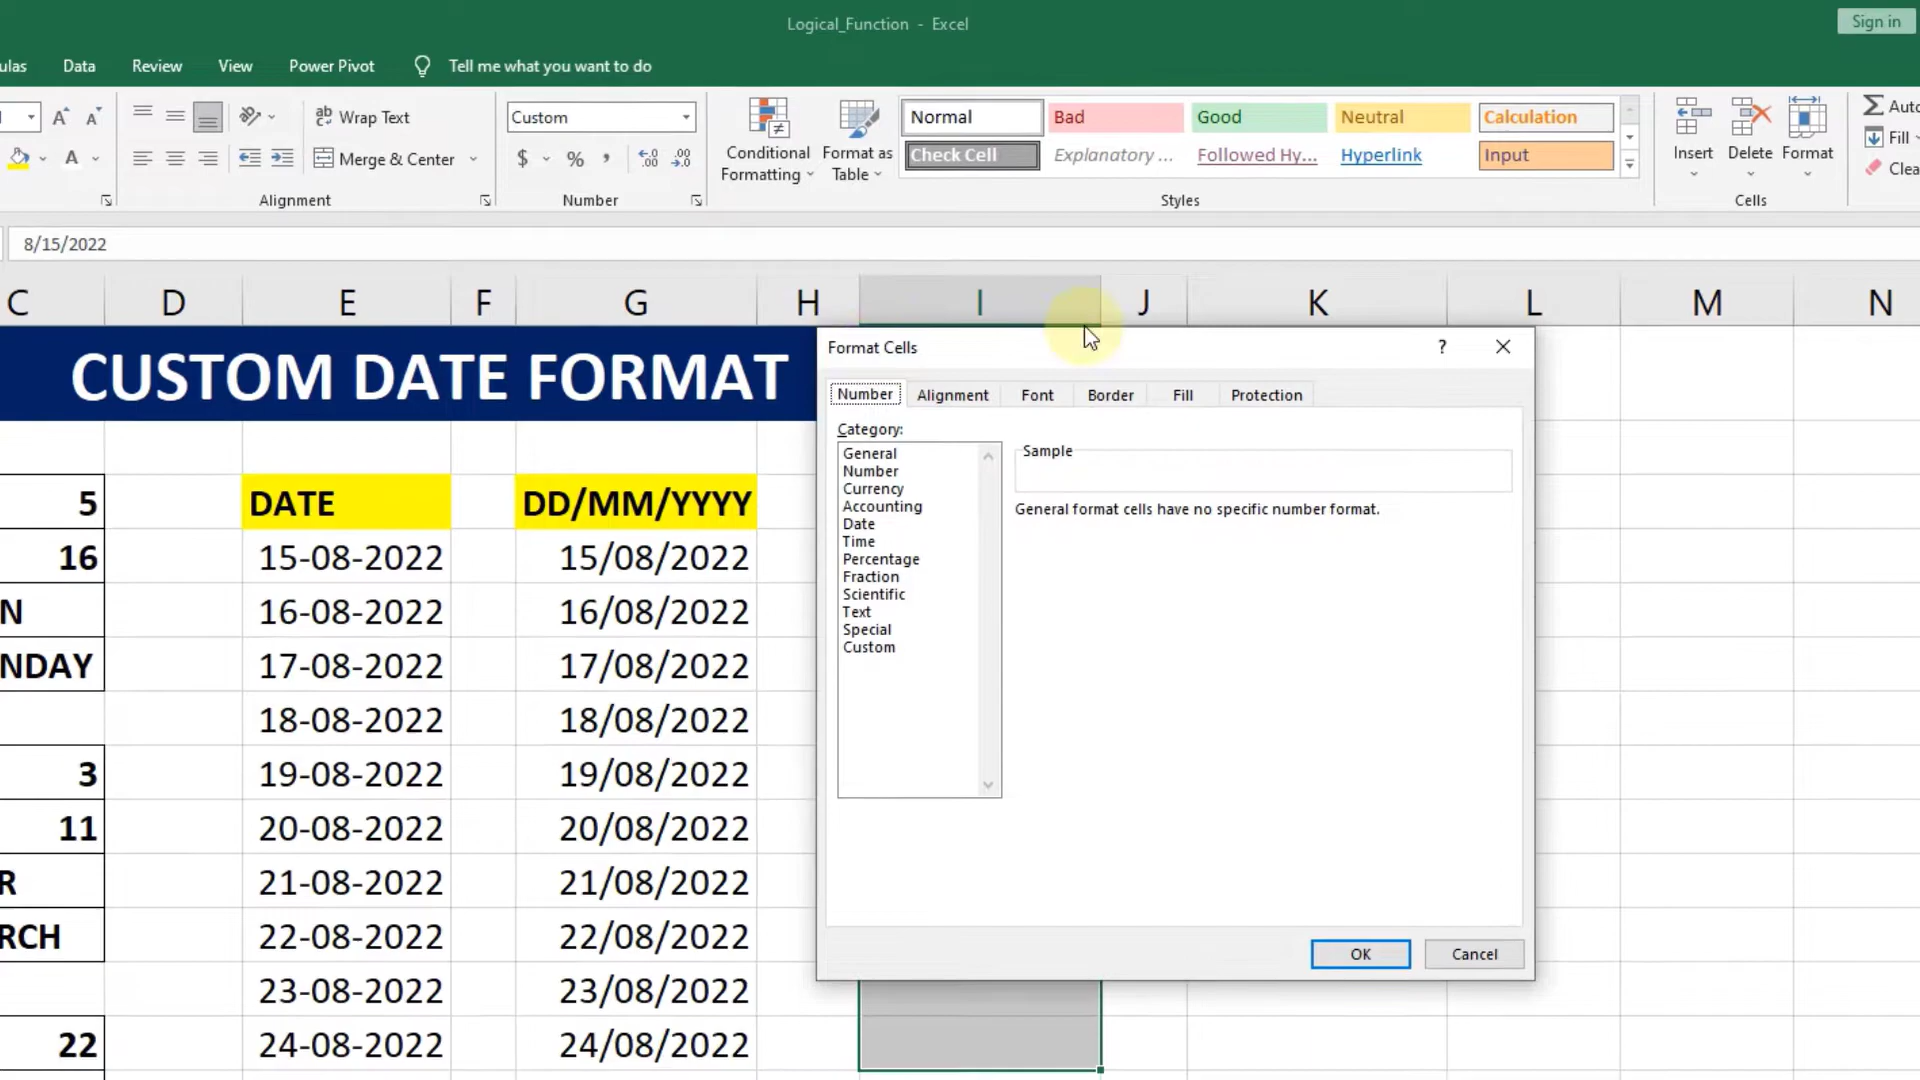 Logical_Function - Excel
Sign in
ulas Data Review View Power Pivot Tell me what you want to do
Wrap Text
Merge & Center
Alignment
Custom
$ % ,
Number
Conditional Formatting
Format as Table
Normal Bad Good Neutral Calculation
Check Cell Explanatory ... Followed Hy... Hyperlink Input
Styles
Insert Delete Format
Cells
Auto
Fill
Clea
8/15/2022
C D E F G H I J K L M N
CUSTOM DATE FORMAT
5 DATE DD/MM/YYYY
16 15-08-2022 15/08/2022
N 16-08-2022 16/08/2022
NDAY 17-08-2022 17/08/2022
18-08-2022 18/08/2022
3 19-08-2022 19/08/2022
11 20-08-2022 20/08/2022
R 21-08-2022 21/08/2022
RCH 22-08-2022 22/08/2022
23-08-2022 23/08/2022
22 24-08-2022 24/08/2022
Format Cells
?
Number Alignment Font Border Fill Protection
Category:
General
Number
Currency
Accounting
Date
Time
Percentage
Fraction
Scientific
Text
Special
Custom
Sample
General format cells have no specific number format.
OK Cancel